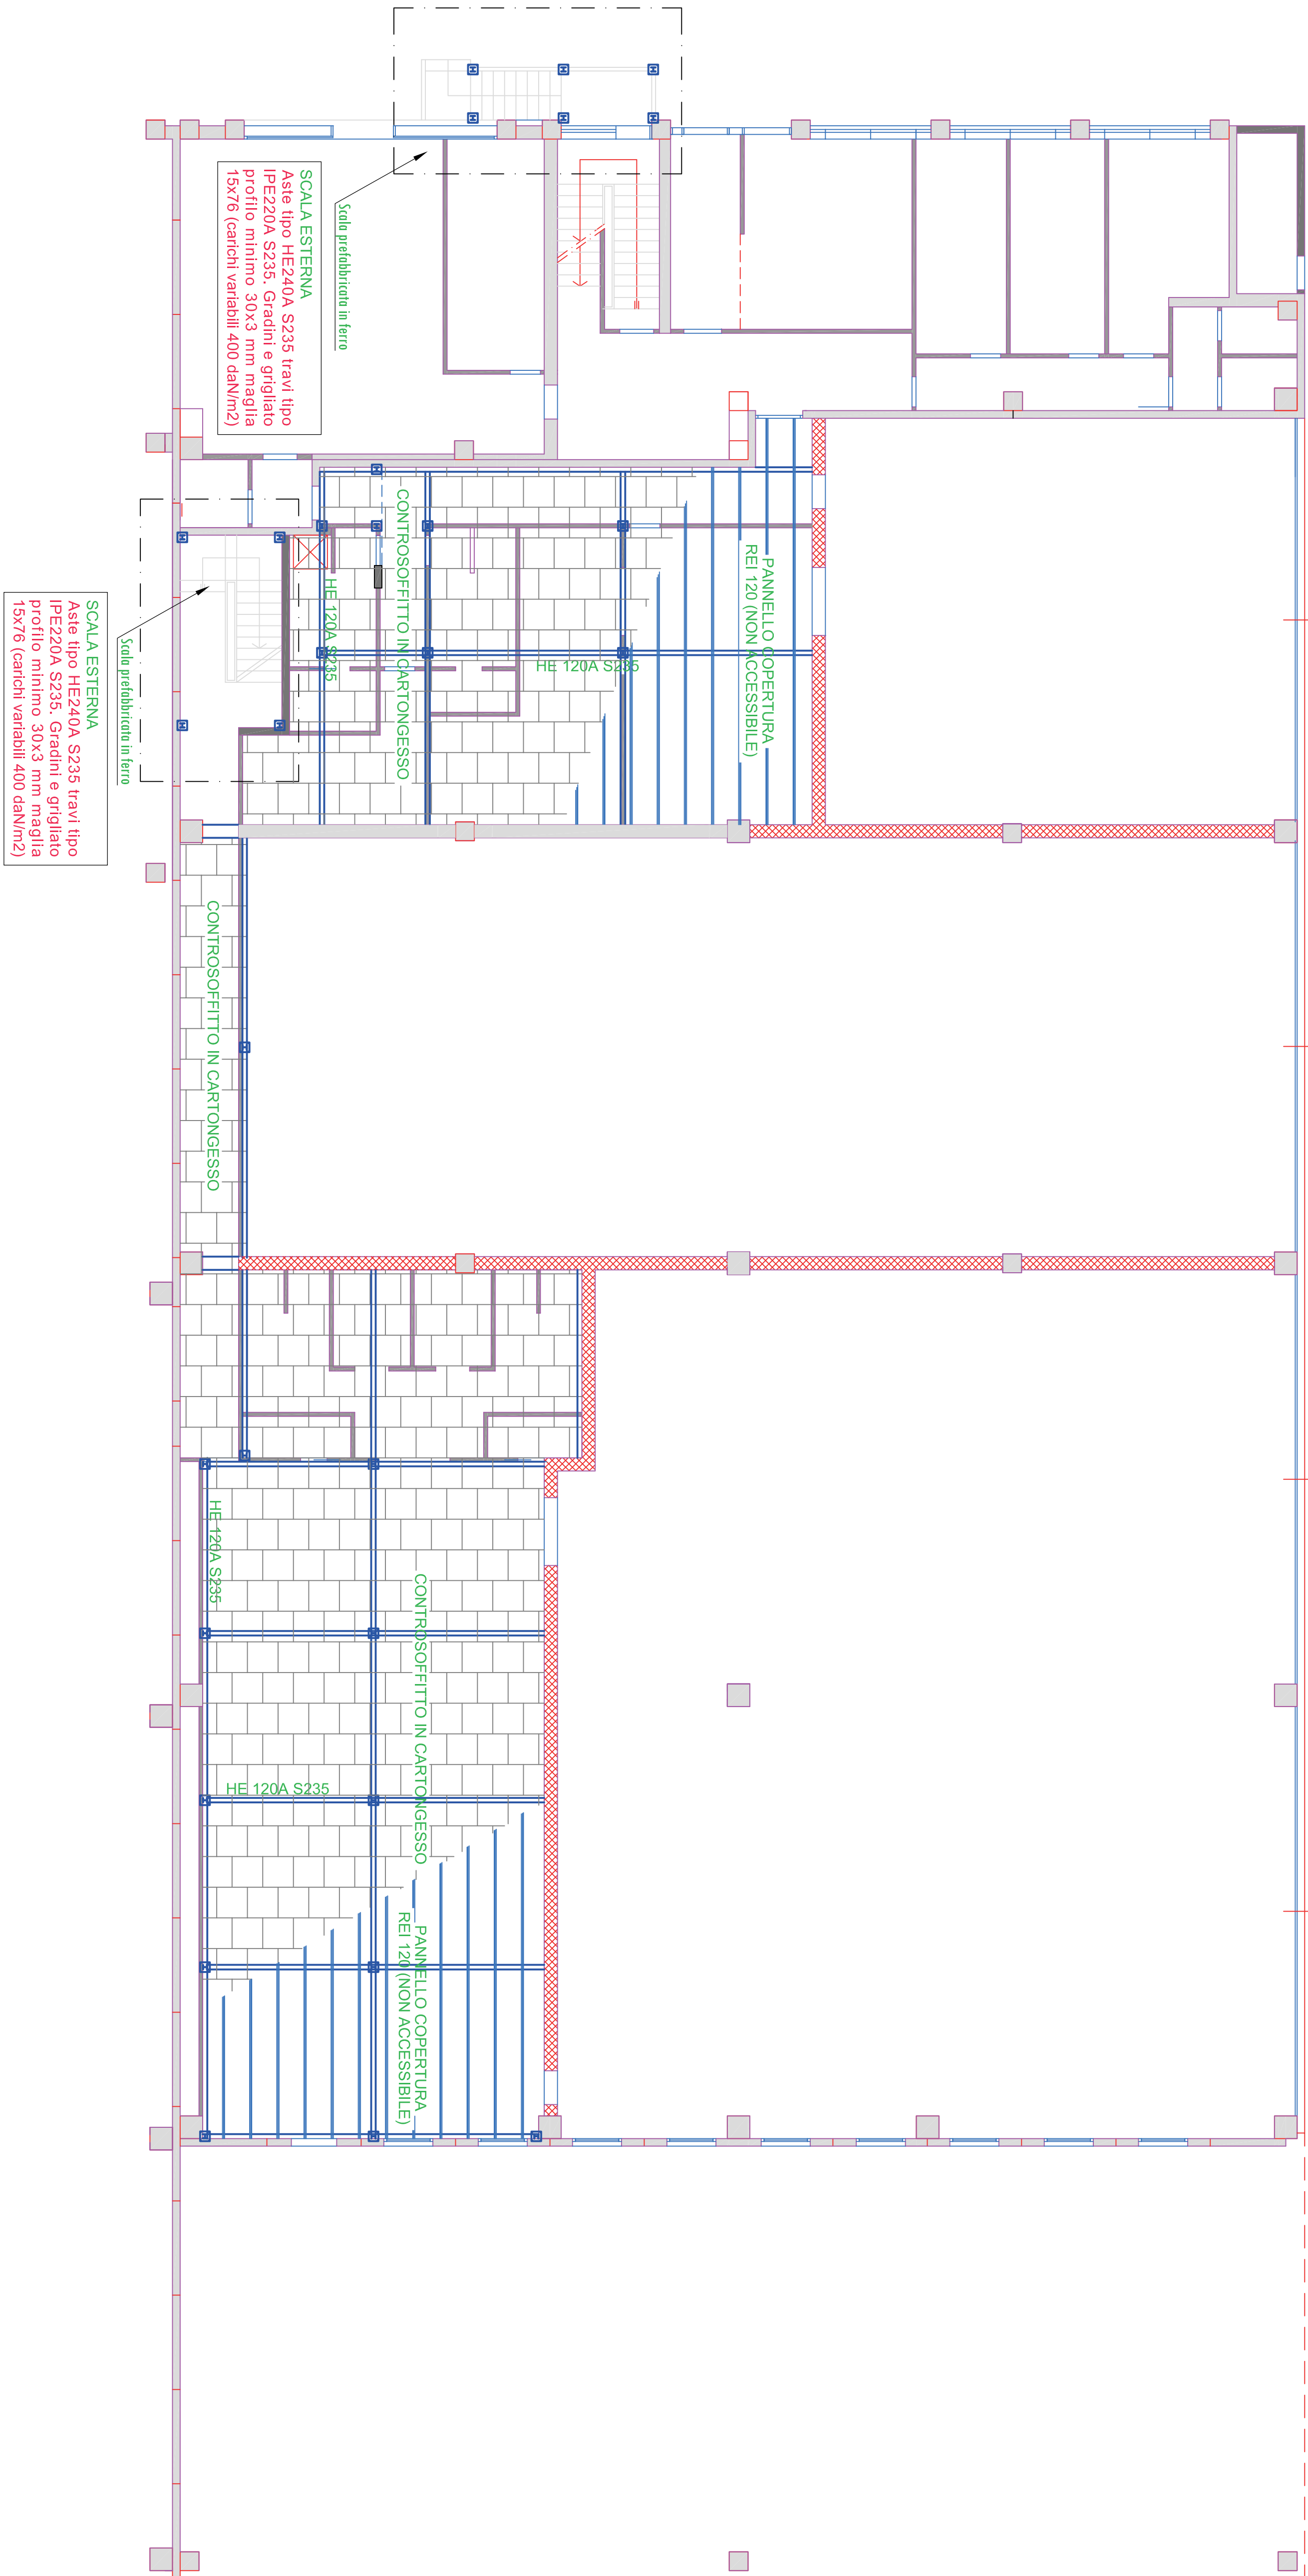 Scala prefabbricata in ferro
SCALA ESTERNA
Aste tipo HE240A S235 travi tipo
IPE220A S235. Gradini e grigliato
profilo minimo 30x3 mm maglia
15x76 (carichi variabili 400 daN/m2)
PANNELLO COPERTURA
REI 120 (NON ACCESSIBILE)
CONTROSOFFITTO IN CARTONGESSO
HE 120A S235
HE 120A S235
Scala prefabbricata in ferro
SCALA ESTERNA
Aste tipo HE240A S235 travi tipo
IPE220A S235. Gradini e grigliato
profilo minimo 30x3 mm maglia
15x76 (carichi variabili 400 daN/m2)
CONTROSOFFITTO IN CARTONGESSO
HE 120A S235
CONTROSOFFITTO IN CARTONGESSO
HE 120A S235
PANNELLO COPERTURA
REI 120 (NON ACCESSIBILE)